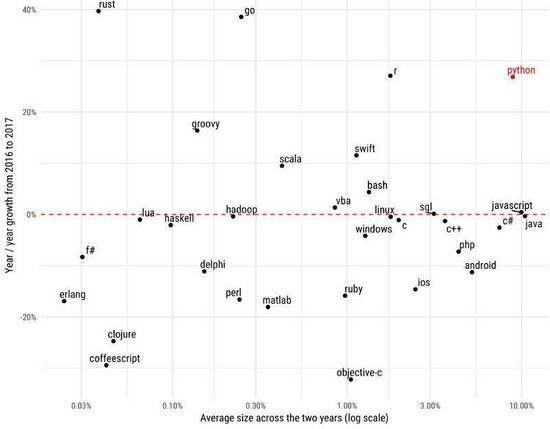 40%
rust
go
r
python
20%
groovy
swift
scala
bash
vba
0%
lua
haskell
hadoop
linux
sql
javascript
windows
c
c++
c#
java
f#
php
delphi
android
erlang
perl
matlab
ruby
ios
-20%
clojure
coffeescript
objective-c
Year / year growth from 2016 to 2017
0.03%
0.10%
0.30%
1.00%
3.00%
10.00%
Average size across the two years (log scale)